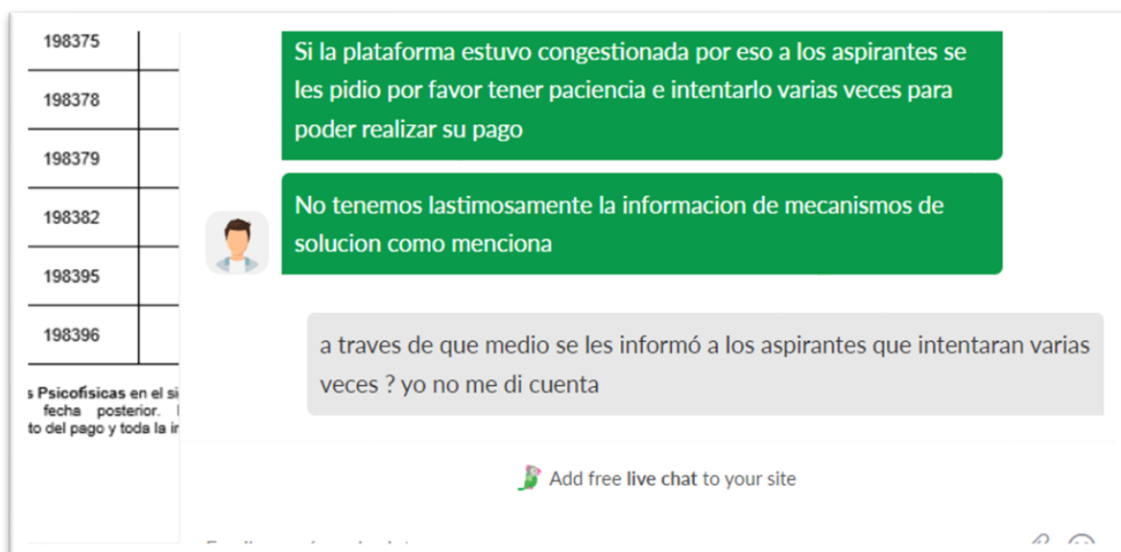 198375
198378
198379
198382
198395
198396
s Psicofísicas en el si
fecha posterior.
to del pago y toda la ir
Si la plataforma estuvo congestionada por eso a los aspirantes se
les pidio por favor tener paciencia e intentarlo varias veces para
poder realizar su pago
No tenemos lastimosamente la informacion de mecanismos de
solucion como menciona
a traves de que medio se les informó a los aspirantes que intentaran varias
veces ? yo no me di cuenta
Add free live chat to your site